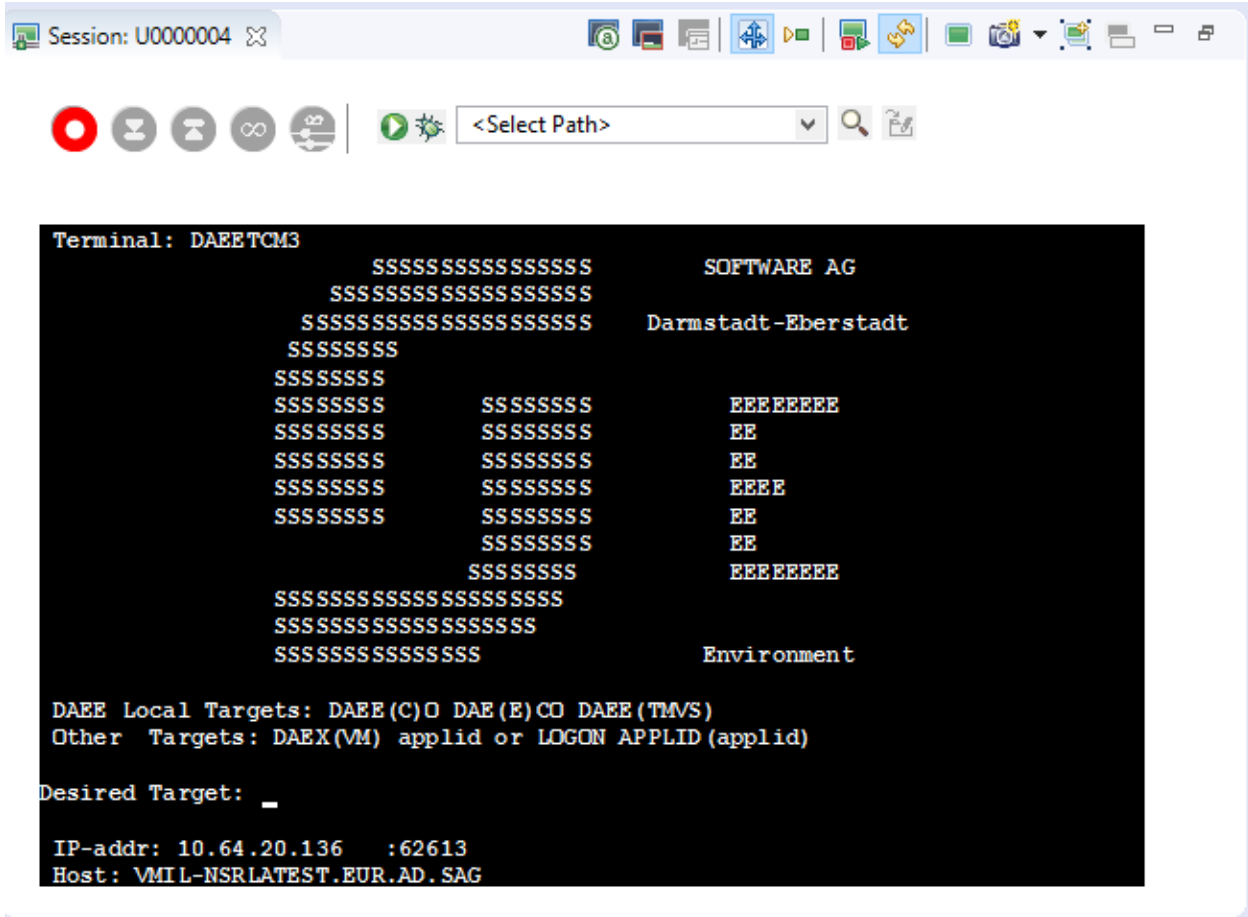 Session: U0000004
<Select Path>
Terminal: DAEETCM3
SSSSSSSSSSSSSSSS SOFTWARE AG
SSSSSSSSSSSSSSSSSSS
SSSSSSSSSSSSSSSSSSSSS Darmstadt-Eberstadt
SSSSSSSS
SSSSSSSS
SSSSSSSS SSSSSSSS EEEEEEEE
SSSSSSSS SSSSSSSS EE
SSSSSSSS SSSSSSSS EE
SSSSSSSS SSSSSSSS EEEE
SSSSSSSS SSSSSSSS EE
SSSSSSSS EE
SSSSSSSS EEEEEEEE
SSSSSSSSSSSSSSSSSSSSS
SSSSSSSSSSSSSSSSSSS
SSSSSSSSSSSSSSS Environment
DAEE Local Targets: DAEE(C)O DAE(E)CO DAEE(TMVS)
Other Targets: DAEX(VM) applid or LOGON APPLID(applid)
Desired Target: _
IP-addr: 10.64.20.136 :62613
Host: VMIL-NSRLATEST.EUR.AD.SAG